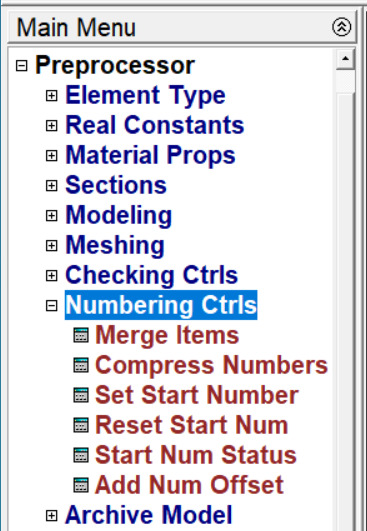 Main Menu
Preprocessor
Element Type
Real Constants
Material Props
Sections
Modeling
Meshing
Checking Ctrls
Numbering Ctrls
Merge Items
Compress Numbers
Set Start Number
Reset Start Num
Start Num Status
Add Num Offset
Archive Model